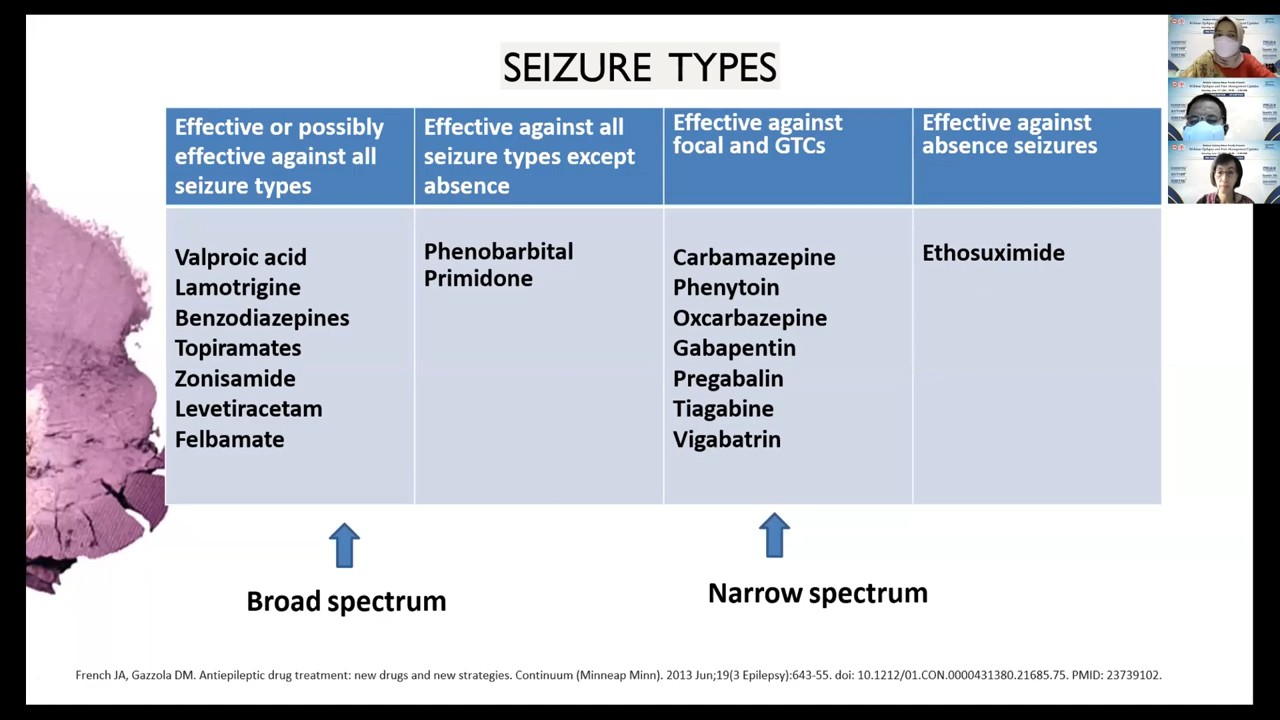 SEIZURE TYPES
Effective or possibly
effective against all
seizure types
Effective against all
seizure types except
absence
Effective against
focal and GTCs
Effective against
absence seizures
Valproic acid
Lamotrigine
Benzodiazepines
Topiramates
Zonisamide
Levetiracetam
Felbamate
Phenobarbital
Primidone
Carbamazepine
Phenytoin
Oxcarbazepine
Gabapentin
Pregabalin
Tiagabine
Vigabatrin
Ethosuximide
Broad spectrum
Narrow spectrum
French JA, Gazzola DM. Antiepileptic drug treatment: new drugs and new strategies. Continuum (Minneap Minn). 2013 Jun;19(3 Epilepsy):643-55. doi: 10.1212/01.CON.0000431380.21685.75. PMID: 23739102.